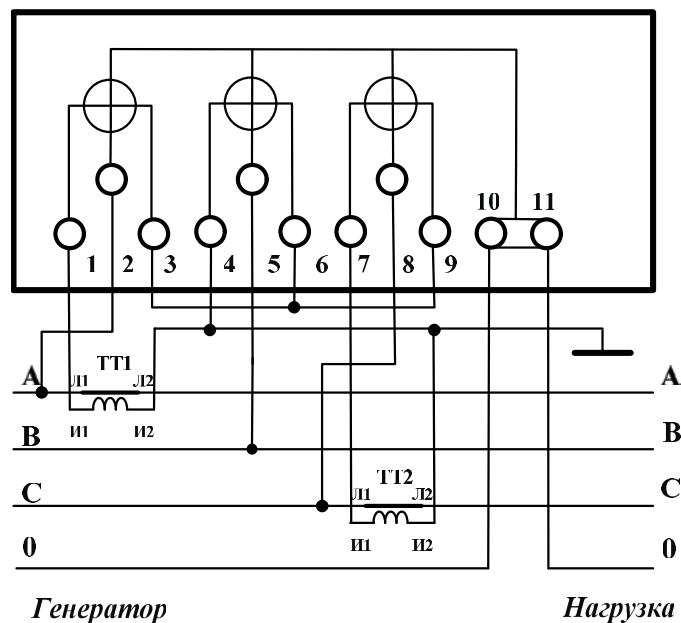 10 11
1 2 3 4 5 6 7 8 9
ТТ1
А Л1 Л2 А
И1 И2
В В
ТТ2
С Л1 Л2 С
И1 И2
0 0
Генератор Нагрузка